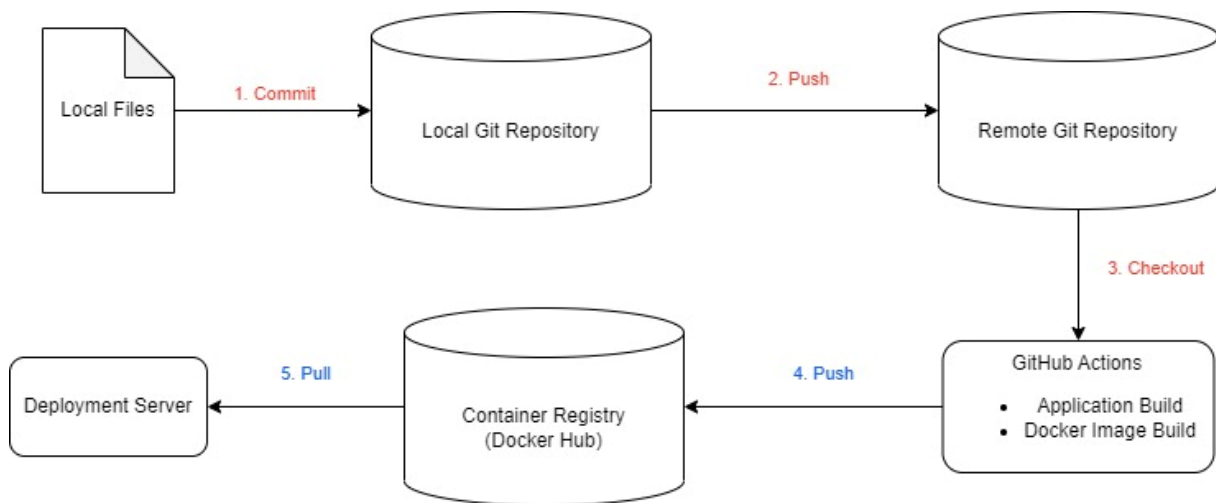 Local Files
1. Commit
Local Git Repository
2. Push
Remote Git Repository
3. Checkout
GitHub Actions
• Application Build
• Docker Image Build
4. Push
Container Registry
(Docker Hub)
5. Pull
Deployment Server